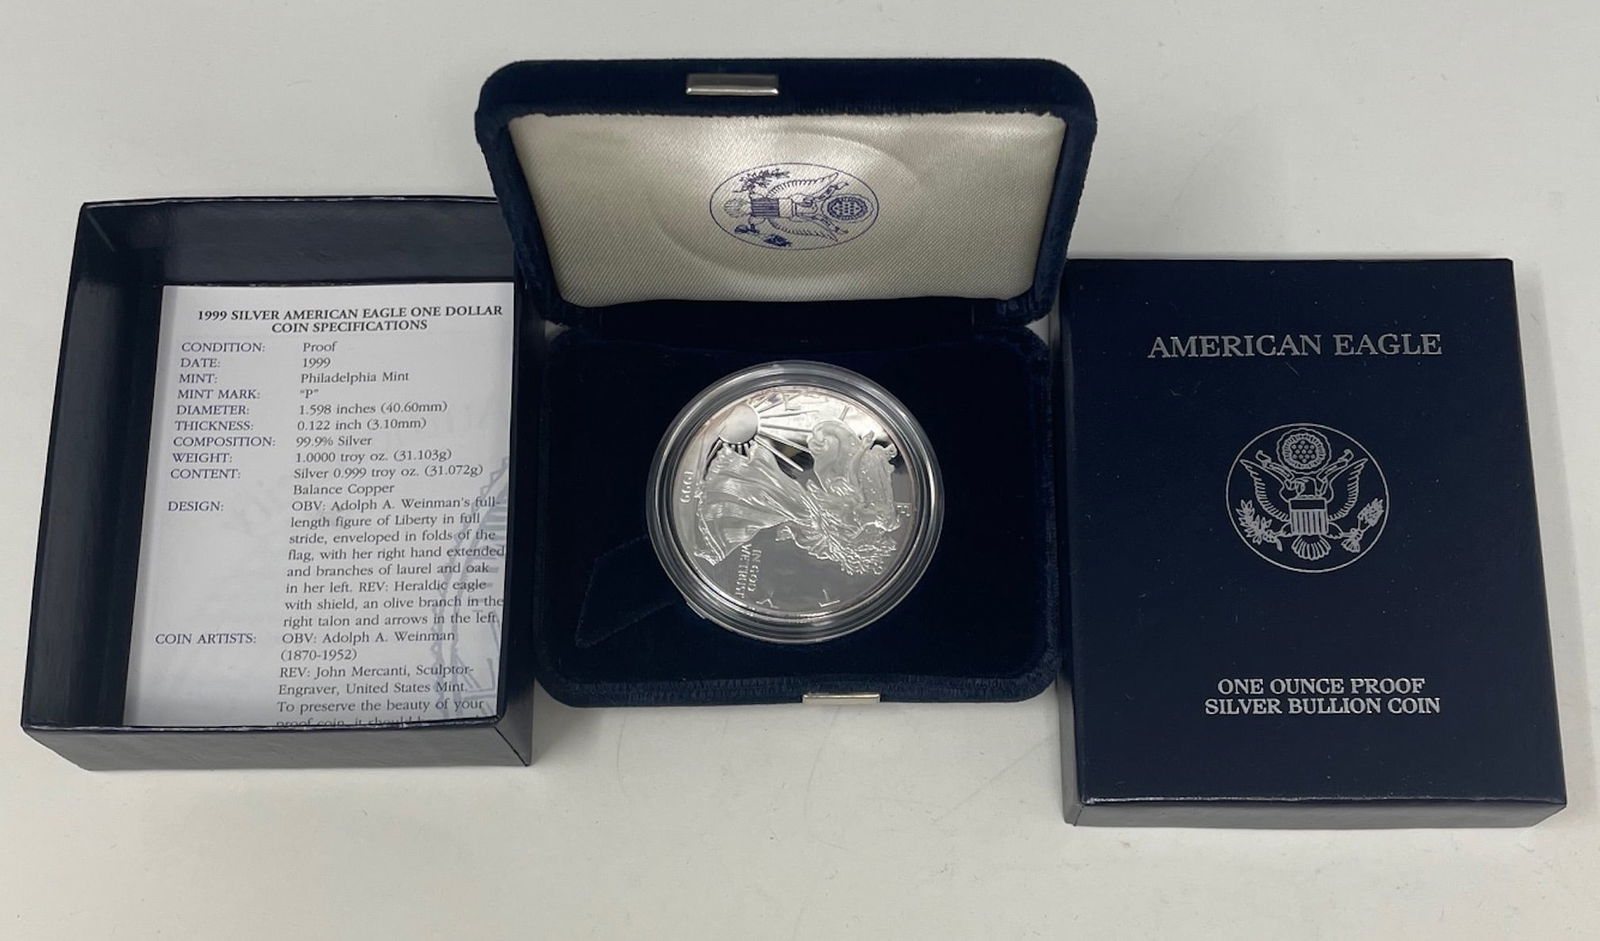 1999 SILVER AMERICAN EAGLE ONE DOLLAR
COIN SPECIFICATIONS
CONDITION: Proof
DATE: 1999
MINT: Philadelphia Mint
MINT MARK: "P"
DIAMETER: 1.598 inches (40.60mm)
THICKNESS: 0.122 inch (3.10mm)
COMPOSITION: 99.9% Silver
WEIGHT: 1.0000 troy oz. (31.103g)
CONTENT: Silver 0.999 troy oz. (31.072g)
Balance Copper
DESIGN: OBV: Adolph A. Weinman's full-
length figure of Liberty in full
stride, enveloped in folds of the
flag, with her right hand extended
and branches of laurel and oak
in her left. REV: Heraldic eagle
with shield, an olive branch in the
right talon and arrows in the left.
COIN ARTISTS: OBV: Adolph A. Weinman
(1870-1952)
REV: John Mercanti, Sculptor-
Engraver, United States Mint.
To preserve the beauty of your
proof coin, it should
LIBERTY
1999
IN GOD
WE TRUST
AMERICAN EAGLE
ONE OUNCE PROOF
SILVER BULLION COIN